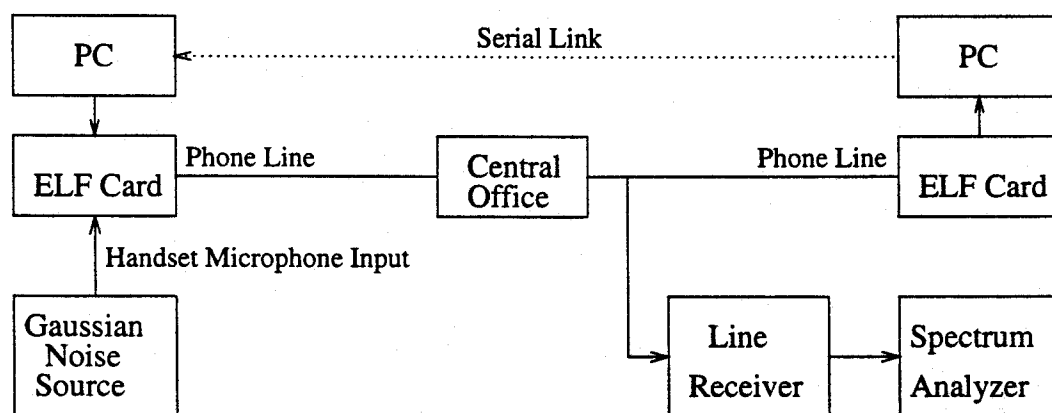 PC
Serial Link
PC
ELF Card
Phone Line
Central
Office
Phone Line
ELF Card
Handset Microphone Input
Gaussian
Noise
Source
Line
Receiver
Spectrum
Analyzer